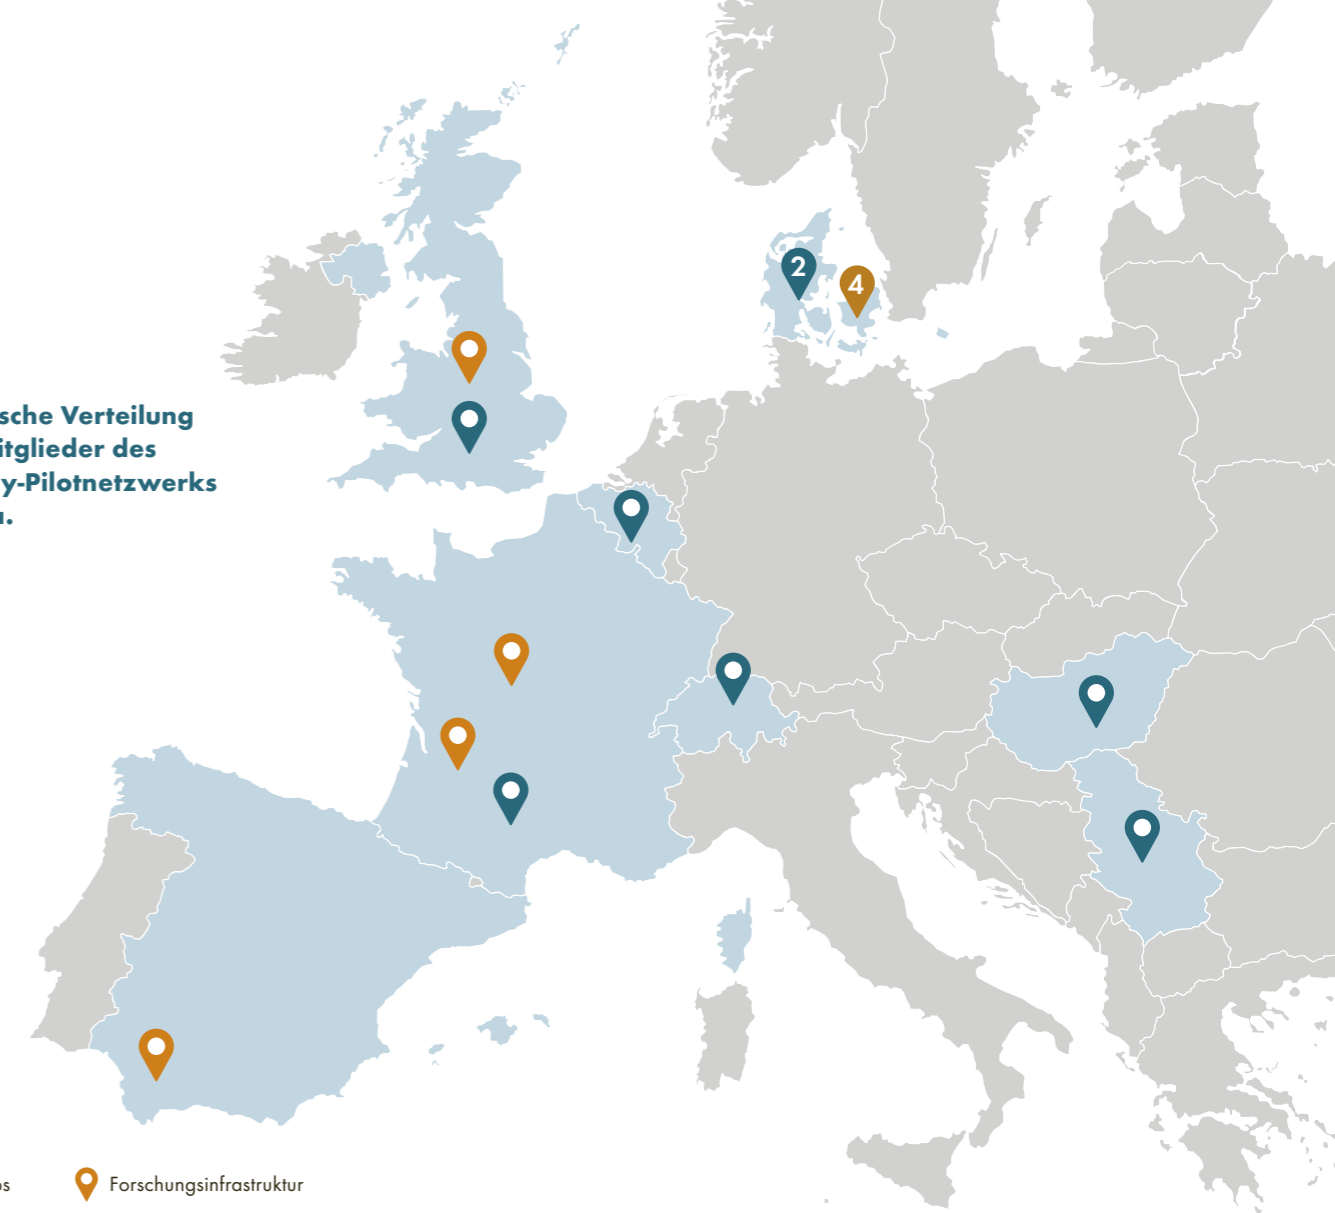 sche Verteilung
itglieder des
y-Pilotnetzwerks
2
4
Forschungsinfrastruktur